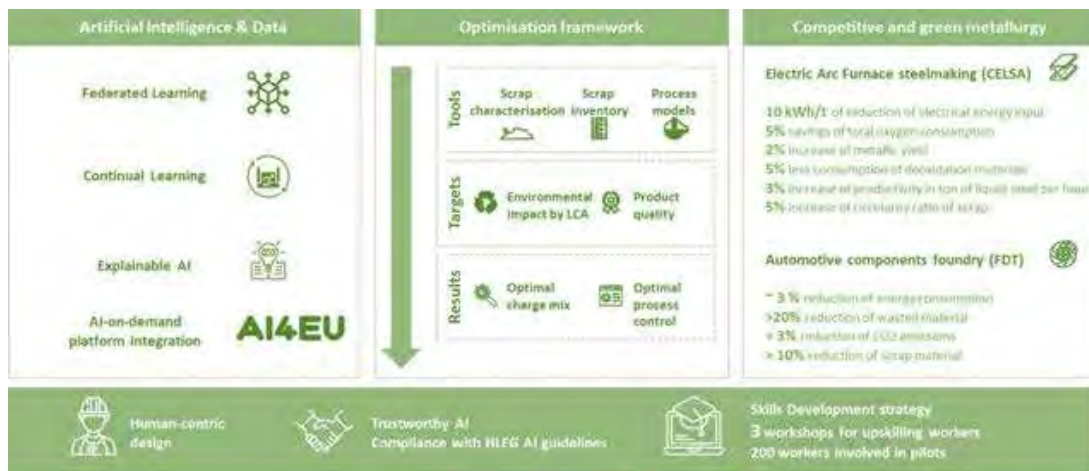 Artificial Intelligence & Data
Federated Learning
Continual Learning
Explainable AI
AI-on-demand
platform integration
AI4EU
Optimisation framework
Tools
Scrap
characterisation
Scrap
inventory
Process
models
Targets
Environmental
impact by LCA
Product
quality
Results
Optimal
charge mix
Optimal
process
control
Competitive and green metallurgy
Electric Arc Furnace steelmaking (CELSA)
10 kWh/t of reduction of electrical energy input
5% savings of total oxygen consumption
2% increase of metallic yield
5% less consumption of deoxidation materials
3% increase of productivity in ton of liquid steel per hour
5% increase of circularity ratio of scrap
Automotive components foundry (FDT)
3 % reduction of energy consumption
>20% reduction of wasted material
3% reduction of CO2 emissions
> 10% reduction of scrap material
Human-centric
design
Trustworthy AI
Compliance with HLEG AI guidelines
Skills Development strategy
3 workshops for upskilling workers
200 workers involved in pilots